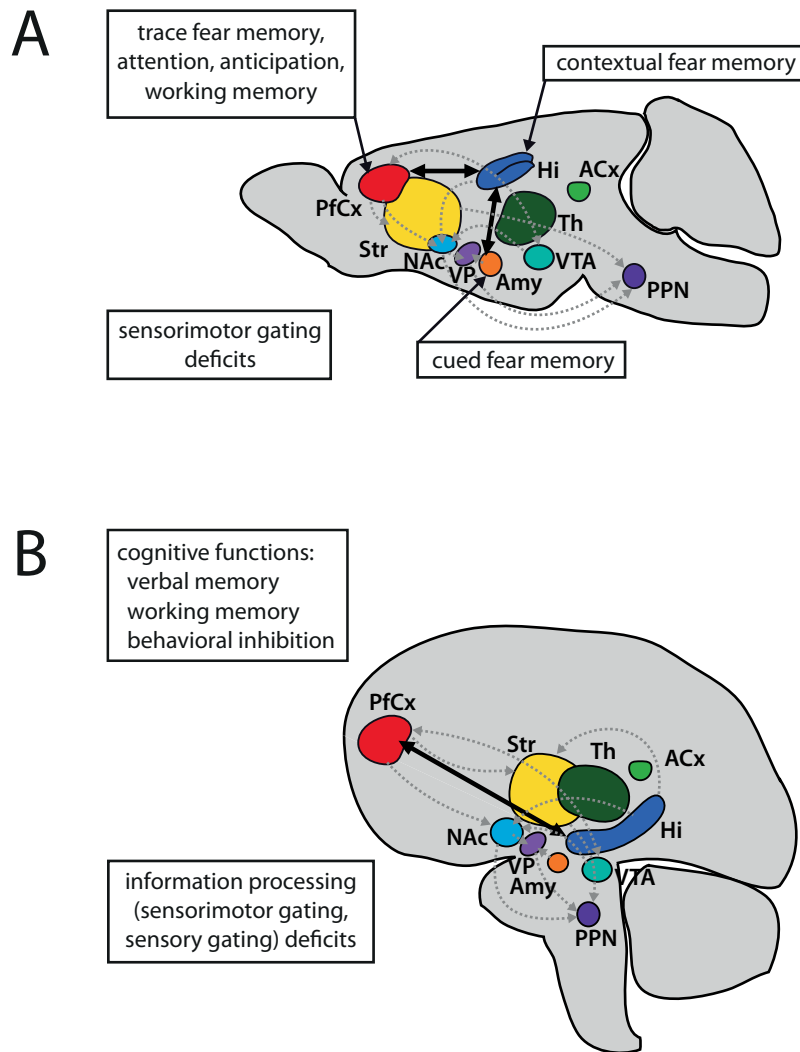 A
trace fear memory,
attention, anticipation,
working memory
contextual fear memory
Hi
ACx
PfCx
Th
Str
NAc
VP
Amy
VTA
PPN
sensorimotor gating
deficits
cued fear memory
B
cognitive functions:
verbal memory
working memory
behavioral inhibition
PfCx
Str
Th
ACx
NAc
Hi
VP
Amy
VTA
information processing
(sensorimotor gating,
sensory gating) deficits
PPN